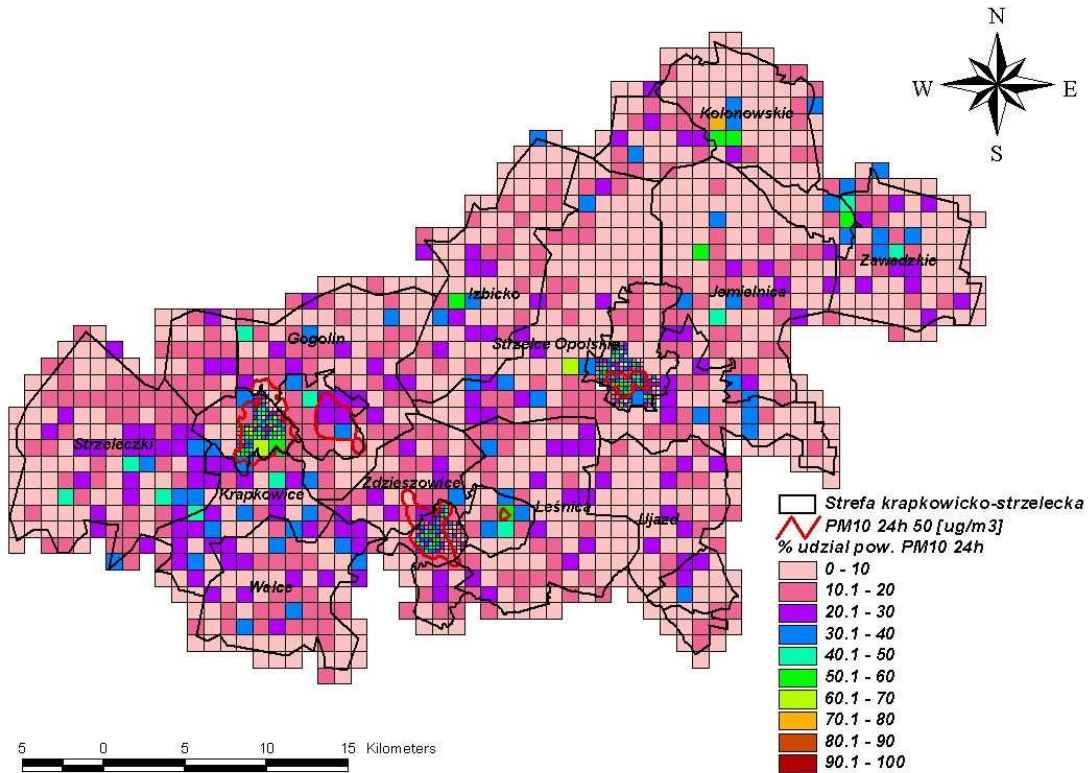 N
W E
S
Kolonowskie
Zawadzkie
Izbicko
Jemielnica
Gogolin
Strzelce Opolskie
Strzeleczki
Zdzieszowice
Krapkowice
Leśnica
Ujazd
Walce
Strefa krapkowicko-strzelecka
PM10 24h 50 [ug/m3]
% udzial pow. PM10 24h
0 - 10
10.1 - 20
20.1 - 30
30.1 - 40
40.1 - 50
50.1 - 60
60.1 - 70
70.1 - 80
80.1 - 90
90.1 - 100
5 0 5 10 15 Kilometers